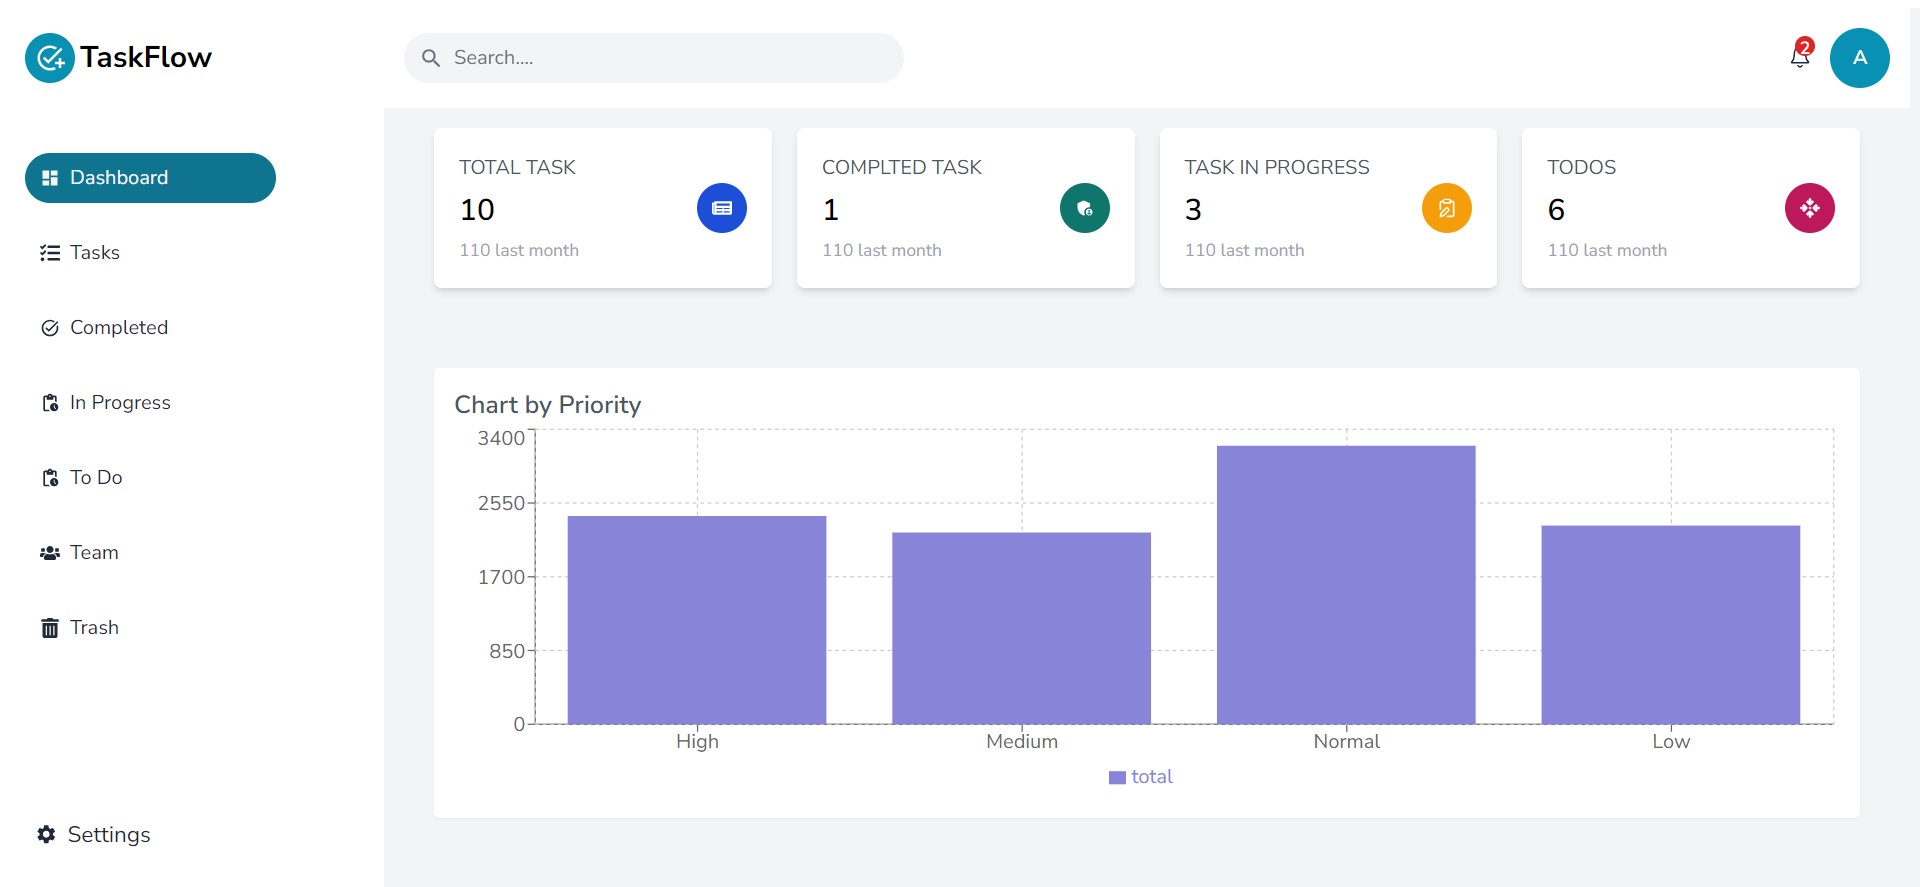 TaskFlow
Search....
2
A
Dashboard
Tasks
Completed
In Progress
To Do
Team
Trash
Settings
TOTAL TASK
10
110 last month
COMPLTED TASK
1
110 last month
TASK IN PROGRESS
3
110 last month
TODOS
6
110 last month
Chart by Priority
3400
2550
1700
850
0
High Medium Normal Low
total